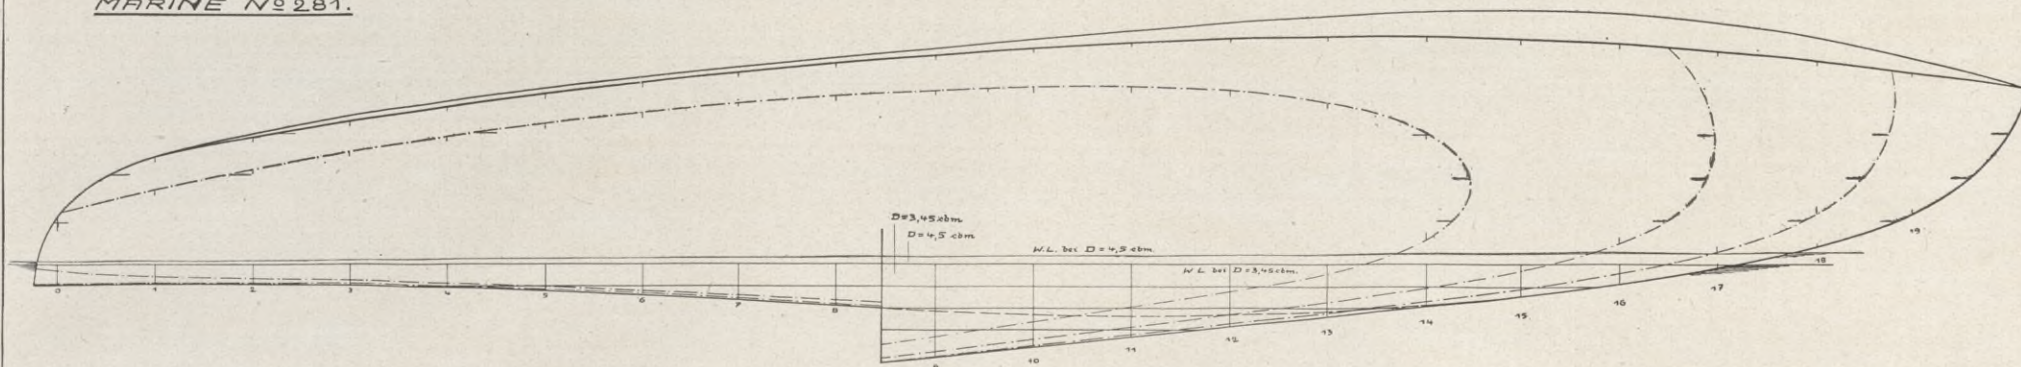 MARINE Nº 281.
D=3,45 cbm
D=4,5 cbm
W.L. bei D=4,5 cbm.
W L bei D=3,45 cbm.
0 1 2 3 4 5 6 7 8 9 10 11 12 13 14 15 16 17 18 19